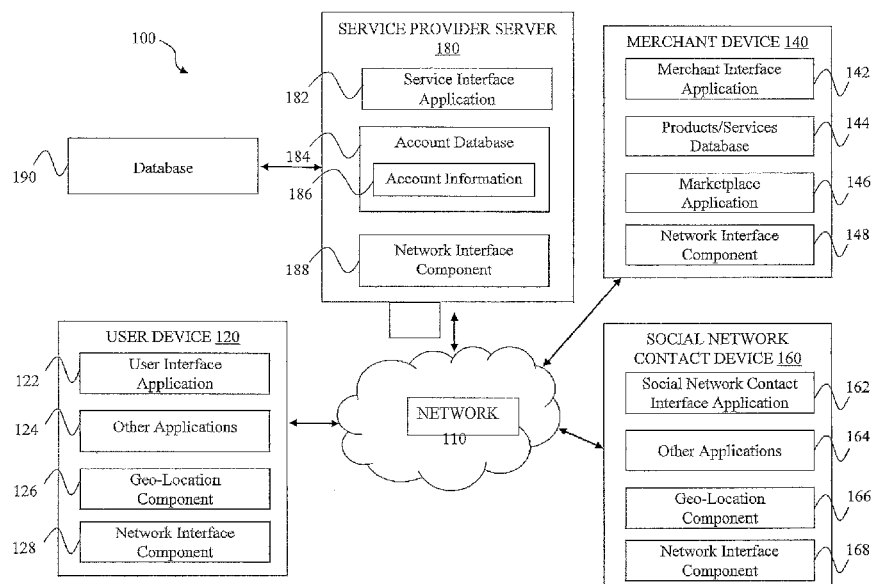 100
SERVICE PROVIDER SERVER
180
182
Service Interface
Application
184
Account Database
186
Account Information
188
Network Interface
Component
190
Database
MERCHANT DEVICE 140
Merchant Interface
Application
142
Products/Services
Database
144
Marketplace
Application
146
Network Interface
Component
148
USER DEVICE 120
122
User Interface
Application
124
Other Applications
126
Geo-Location
Component
128
Network Interface
Component
NETWORK
110
SOCIAL NETWORK
CONTACT DEVICE 160
Social Network Contact
Interface Application
162
Other Applications
164
Geo-Location
Component
166
Network Interface
Component
168